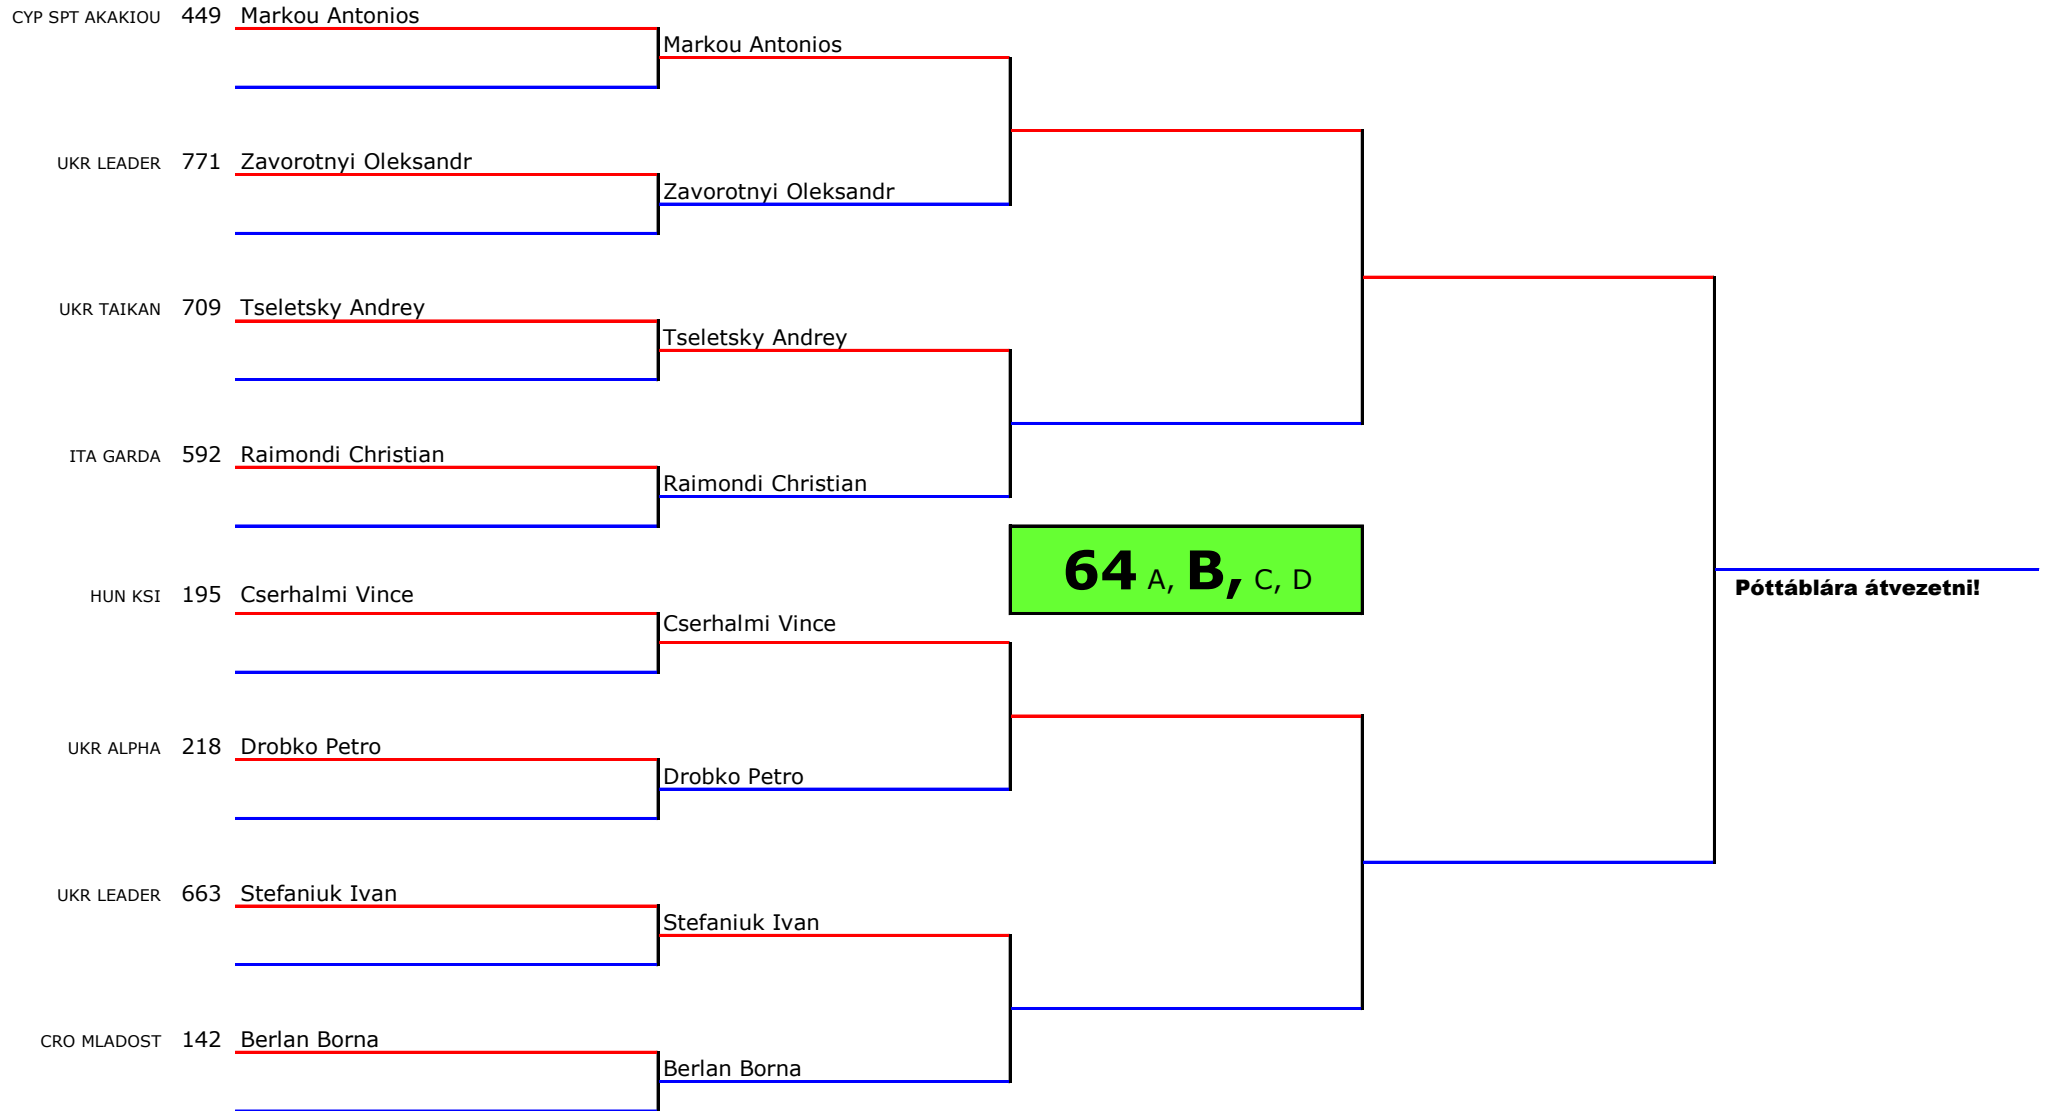 CYP SPT AKAKIOU 449 Markou Antonios
Markou Antonios
UKR LEADER 771 Zavorotnyi Oleksandr
Zavorotnyi Oleksandr
UKR TAIKAN 709 Tseletsky Andrey
Tseletsky Andrey
ITA GARDA 592 Raimondi Christian
Raimondi Christian
64 A, B, C, D
Póttáblára átvezetni!
HUN KSI 195 Cserhalmi Vince
Cserhalmi Vince
UKR ALPHA 218 Drobko Petro
Drobko Petro
UKR LEADER 663 Stefaniuk Ivan
Stefaniuk Ivan
CRO MLADOST 142 Berlan Borna
Berlan Borna